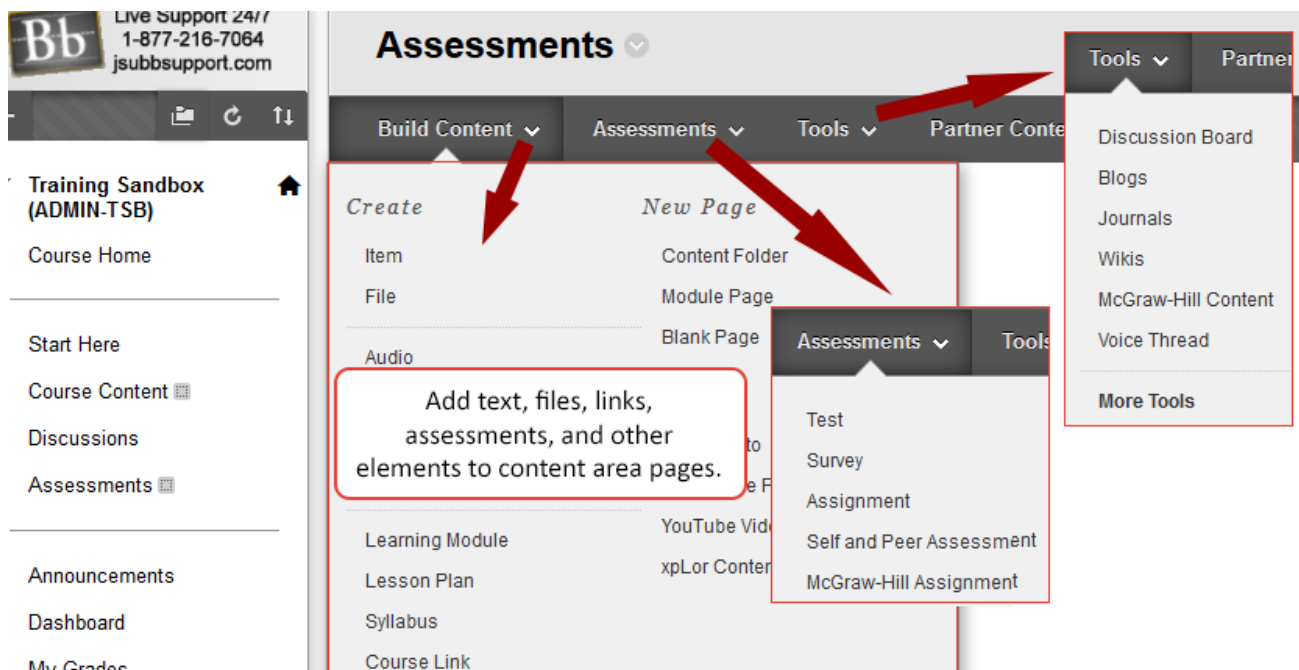 Live Support 24/7
Bb
1-877-216-7064
jsubbsupport.com
Training Sandbox
(ADMIN-TSB)
Course Home
Start Here
Course Content
Discussions
Assessments
Announcements
Dashboard
My Grades
Assessments
Build Content
Assessments
Tools
Partner
Create
New Page
Item
Content Folder
File
Module Page
Audio
Blank Page
Add text, files, links,
assessments, and other
elements to content area pages.
Learning Module
YouTube
Lesson Plan
xpLor
Syllabus
Course Link
Assessments
Tools
Test
Survey
Assignment
Self and Peer Assessment
McGraw-Hill Assignment
Tools
Partner
Discussion Board
Blogs
Journals
Wikis
McGraw-Hill Content
Voice Thread
More Tools